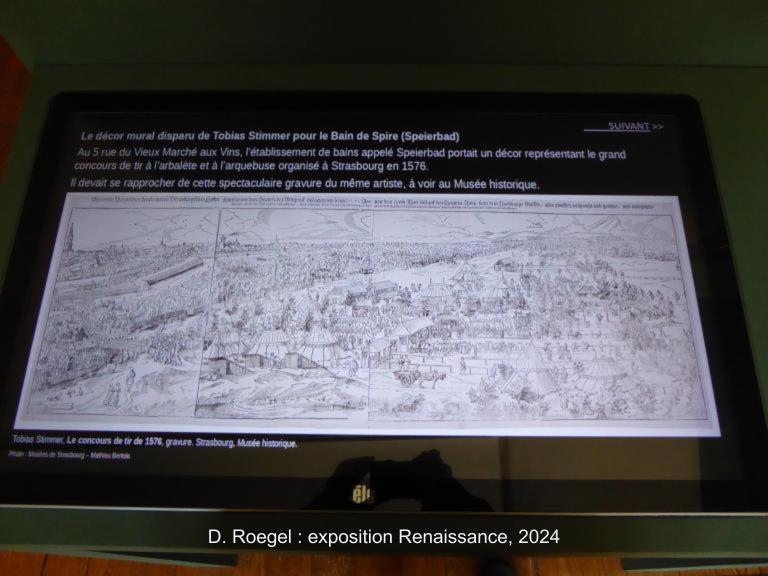 SUIVANT >>
Le décor mural disparu de Tobias Stimmer pour le Bain de Spire (Speierbad)
Au 5 rue du Vieux Marché aux Vins, l'établissement de bains appelé Speierbad portait un décor représentant le grand
concours de tir à l'arbalète et à l'arquebuse organisé à Strasbourg en 1576.
Il devait se rapprocher de cette spectaculaire gravure du même artiste, à voir au Musée historique.
Tobias Stimmer, Le concours de tir de 1576, gravure. Strasbourg, Musée historique.
Photo : Musées de Strasbourg – Mathieu Bertola
élo
D. Roegel : exposition Renaissance, 2024